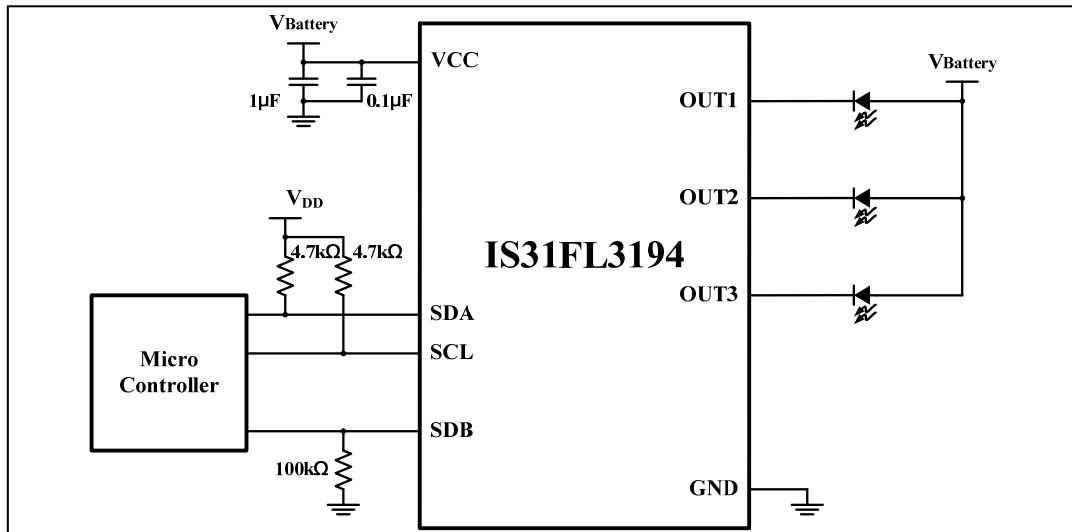 VBattery
VCC
1µF
0.1µF
VDD
4.7kΩ
4.7kΩ
Micro
Controller
SDA
SCL
SDB
100kΩ
IS31FL3194
OUT1
OUT2
OUT3
GND
VBattery